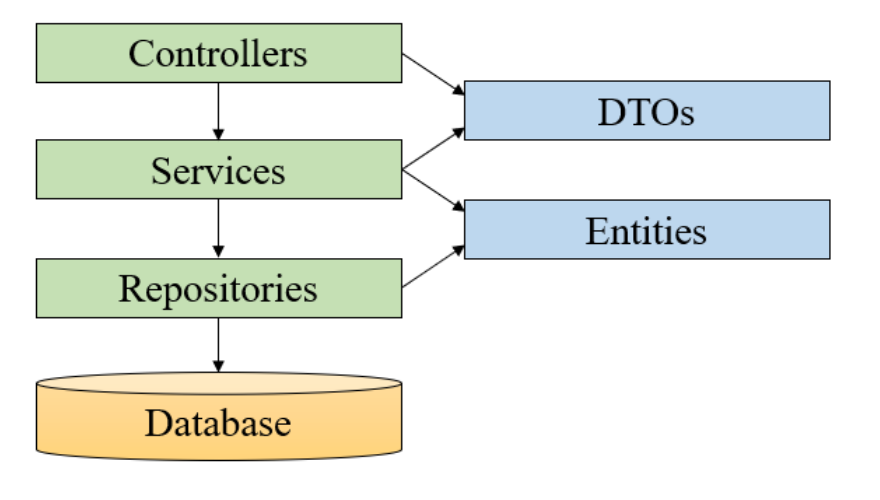 Controllers
DTOs
Services
Entities
Repositories
Database